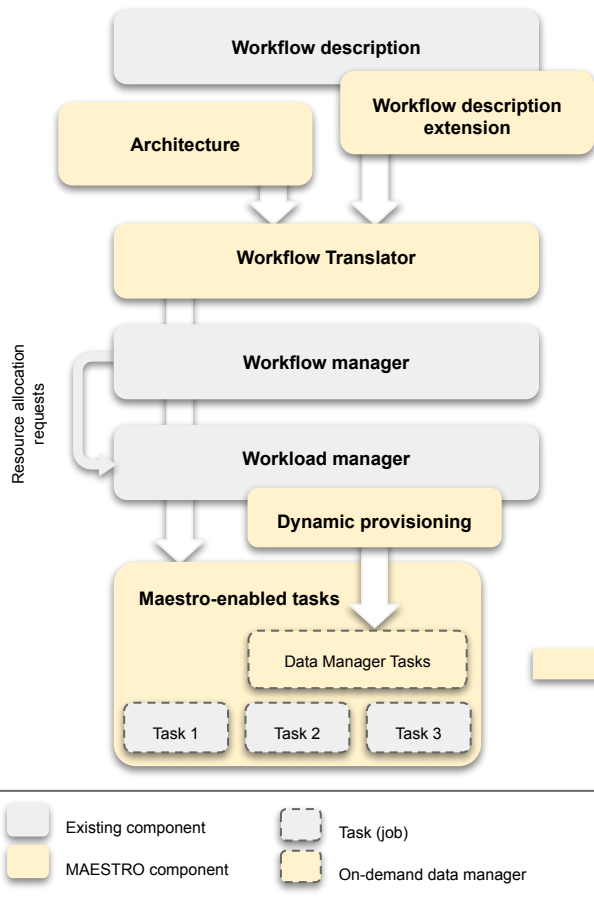 Workflow description
Workflow description
extension
Architecture
Workflow Translator
Resource allocation
requests
Workflow manager
Workload manager
Dynamic provisioning
Maestro-enabled tasks
Data Manager Tasks
Task 1
Task 2
Task 3
Existing component
Task (job)
MAESTRO component
On-demand data manager